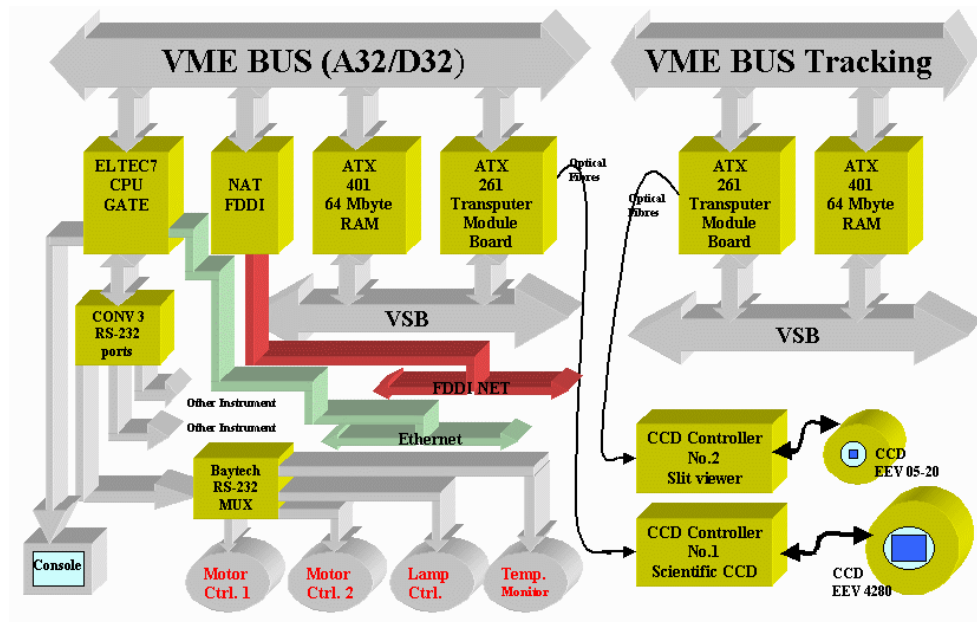 VME BUS (A32/D32)
VME BUS Tracking
ELTEC7
CPU
GATE
NAT
FDDI
ATX
401
64 Mbyte
RAM
ATX
261
Transputer
Module
Board
Optical
Fibres
Optical
Fibres
ATX
261
Transputer
Module
Board
ATX
401
64 Mbyte
RAM
CONV 3
RS-232
ports
VSB
VSB
FDDI NET
Other Instrument
Other Instrument
Ethernet
Baytech
RS-232
MUX
CCD Controller
No.2
Slit viewer
CCD
EEV 05-20
CCD Controller
No.1
Scientific CCD
CCD
EEV 4280
Console
Motor
Ctrl. 1
Motor
Ctrl. 2
Lamp
Ctrl.
Temp.
Monitor